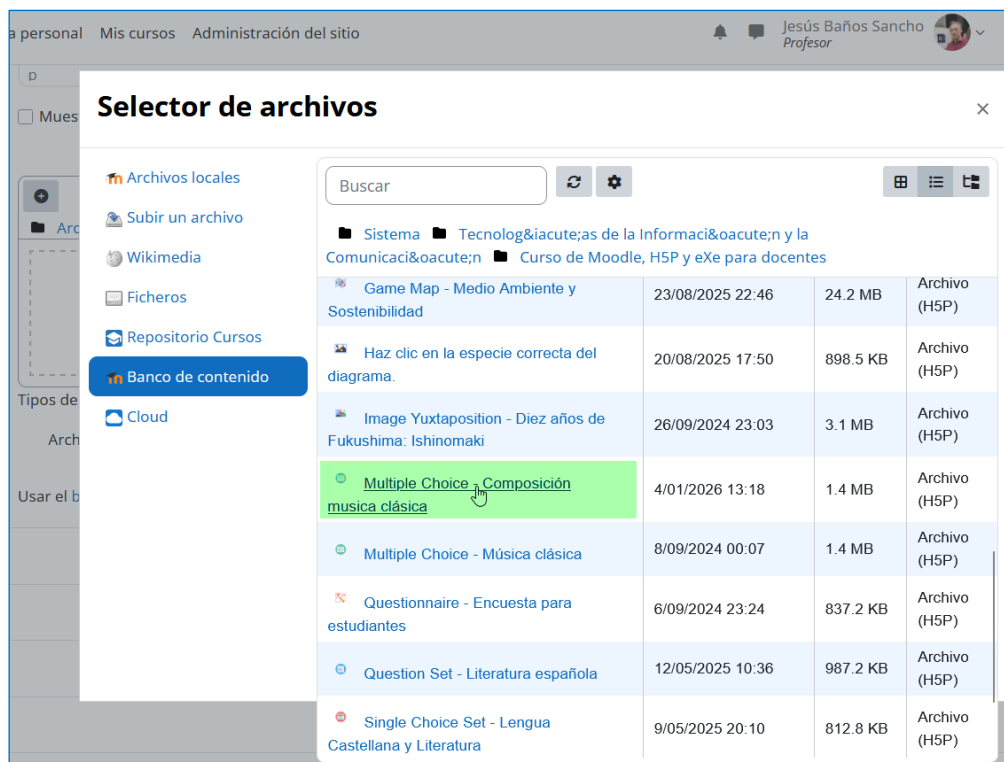 a personal Mis cursos Administración del sitio
Jesús Baños Sancho
Profesor
p
Mues
Selector de archivos
Archivos locales
Subir un archivo
Wikimedia
Ficheros
Repositorio Cursos
Banco de contenido
Cloud
Arc
Tipos de
Arch
Usar el b
Buscar
Sistema Tecnolog&iacute;as de la Informaci&oacute;n y la
Comunicaci&oacute;n Curso de Moodle, H5P y eXe para docentes
Game Map - Medio Ambiente y
Sostenibilidad
23/08/2025 22:46
24.2 MB
Archivo
(H5P)
Haz clic en la especie correcta del
diagrama.
20/08/2025 17:50
898.5 KB
Archivo
(H5P)
Image Yuxtaposition - Diez años de
Fukushima: Ishinomaki
26/09/2024 23:03
3.1 MB
Archivo
(H5P)
Multiple Choice - Composición
musica clásica
4/01/2026 13:18
1.4 MB
Archivo
(H5P)
Multiple Choice - Música clásica
8/09/2024 00:07
1.4 MB
Archivo
(H5P)
Questionnaire - Encuesta para
estudiantes
6/09/2024 23:24
837.2 KB
Archivo
(H5P)
Question Set - Literatura española
12/05/2025 10:36
987.2 KB
Archivo
(H5P)
Single Choice Set - Lengua
Castellana y Literatura
9/05/2025 20:10
812.8 KB
Archivo
(H5P)